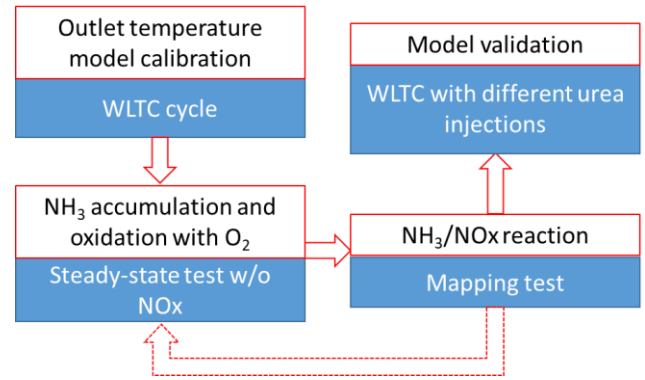 Outlet temperature
model calibration
WLTC cycle
NH₃ accumulation and
oxidation with O₂
Steady-state test w/o
NOx
Model validation
WLTC with different urea
injections
NH₃/NOx reaction
Mapping test